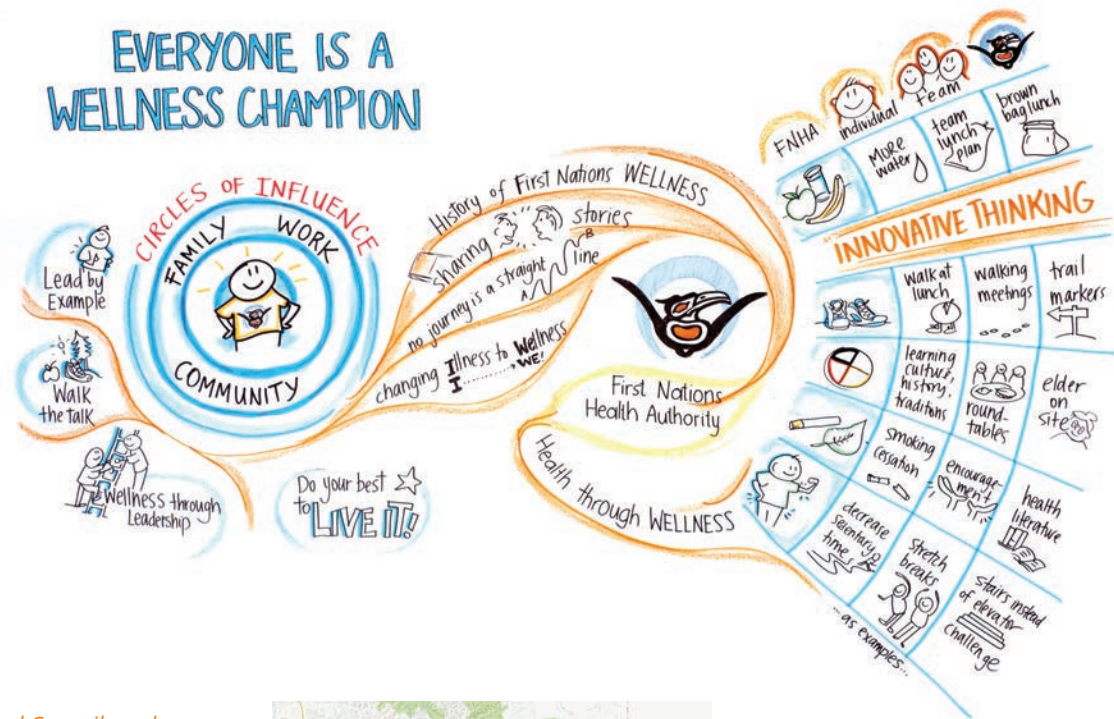 EVERYONE IS A
WELLNESS CHAMPION
CIRCLES OF INFLUENCE
FAMILY
WORK
COMMUNITY
Lead by
Example
Walk
the talk
Wellness through
Leadership
Do your best
to LIVE IT!
History of First Nations WELLNESS
sharing stories
no journey is a straight line
A
B
changing Illness to Wellness.
I ........ WE!
First Nations
Health Authority
Health through WELLNESS
FNHA
individual
team
More
water
team
lunch
plan
brown
bag lunch
INNOVATIVE THINKING
walk at
lunch
walking
meetings
trail
markers
learning
culture,
history,
traditions
round-
tables
elder
on
site
smoking
cessation
encourage-
ment
health
literature
decrease
sedentary
time
Stretch
breaks
stairs instead
of elevator
challenge
...as examples...